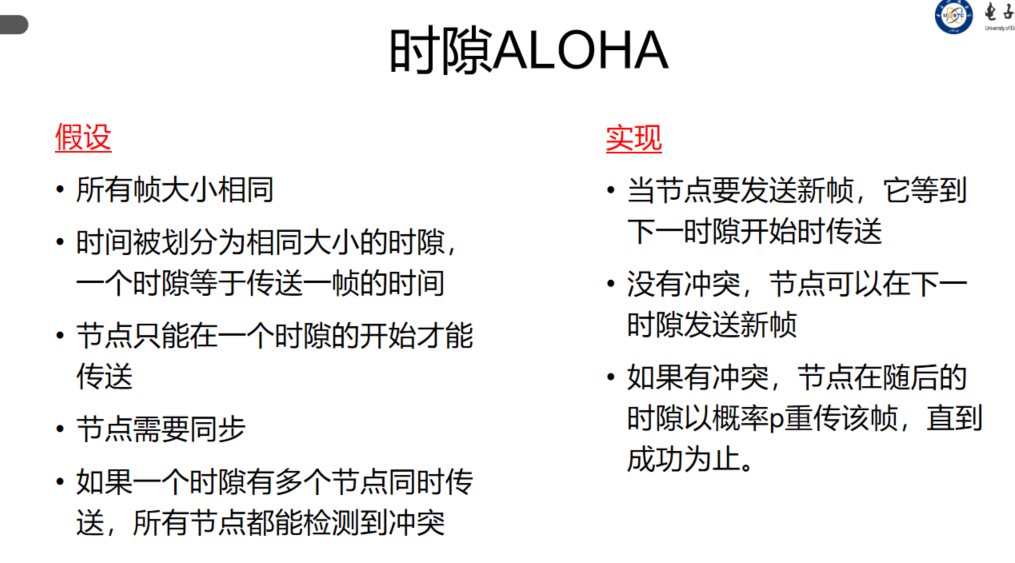 时隙ALOHA
电子
University of El
假设
• 所有帧大小相同
• 时间被划分为相同大小的时隙，
一个时隙等于传送一帧的时间
• 节点只能在一个时隙的开始才能
传送
• 节点需要同步
• 如果一个时隙有多个节点同时传
送，所有节点都能检测到冲突
实现
• 当节点要发送新帧，它等到
下一时隙开始时传送
• 没有冲突，节点可以在下一
时隙发送新帧
• 如果有冲突，节点在随后的
时隙以概率p重传该帧，直到
成功为止。